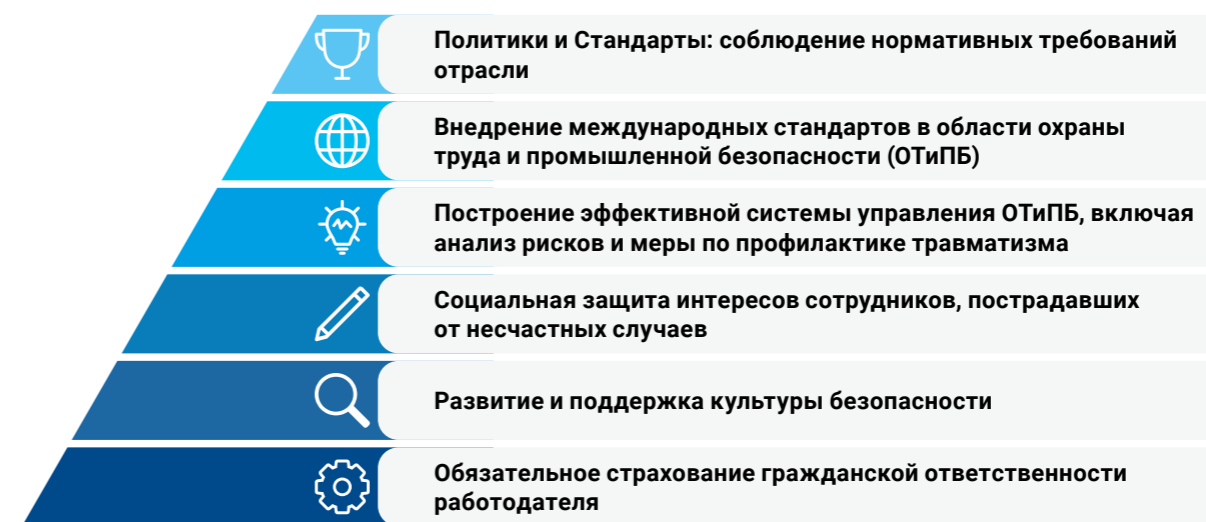 Политики и Стандарты: соблюдение нормативных требований
отрасли
Внедрение международных стандартов в области охраны
труда и промышленной безопасности (ОТиПБ)
Построение эффективной системы управления ОТиПБ, включая
анализ рисков и меры по профилактике травматизма
Социальная защита интересов сотрудников, пострадавших
от несчастных случаев
Развитие и поддержка культуры безопасности
Обязательное страхование гражданской ответственности
работодателя